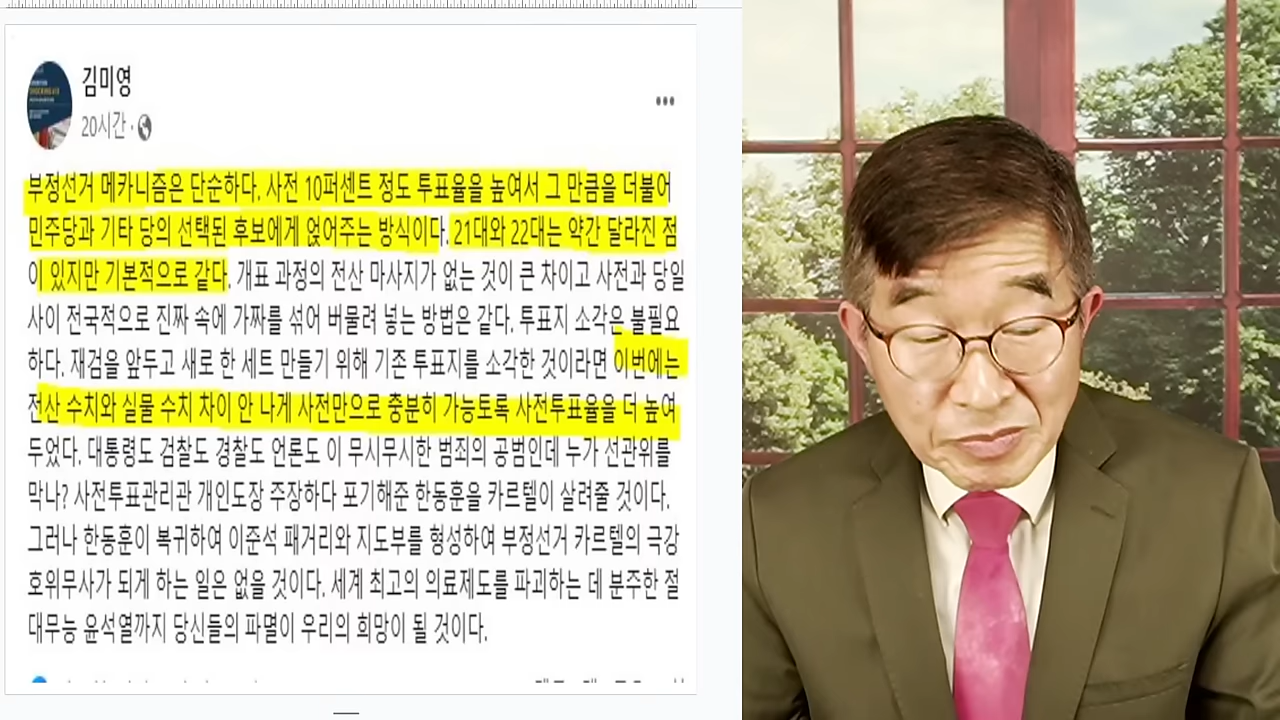 김미영
20시간 ·
부정선거 메카니즘은 단순하다. 사전 10퍼센트 정도 투표율을 높여서 그 만큼을 더불어
민주당과 기타 당의 선택된 후보에게 얹어주는 방식이다. 21대와 22대는 약간 달라진 점
이 있지만 기본적으로 같다. 개표 과정의 전산 마사지가 없는 것이 큰 차이고 사전과 당일
사이 전국적으로 진짜 속에 가짜를 섞어 버물려 넣는 방법은 같다. 투표지 소각은 불필요
하다. 재검을 앞두고 새로 한 세트 만들기 위해 기존 투표지를 소각한 것이라면 이번에는
전산 수치와 실물 수치 차이 안 나게 사전만으로 충분히 가능토록 사전투표율을 더 높여
두었다. 대통령도 검찰도 경찰도 언론도 이 무시무시한 범죄의 공범인데 누가 선관위를
막나? 사전투표관리관 개인도장 주장하다 포기해준 한동훈을 카르텔이 살려줄 것이다.
그러나 한동훈이 복귀하여 이준석 패거리와 지도부를 형성하여 부정선거 카르텔의 극강
호위무사가 되게 하는 일은 없을 것이다. 세계 최고의 의료제도를 파괴하는 데 분주한 절
대무능 윤석열까지 당신들의 파멸이 우리의 희망이 될 것이다.